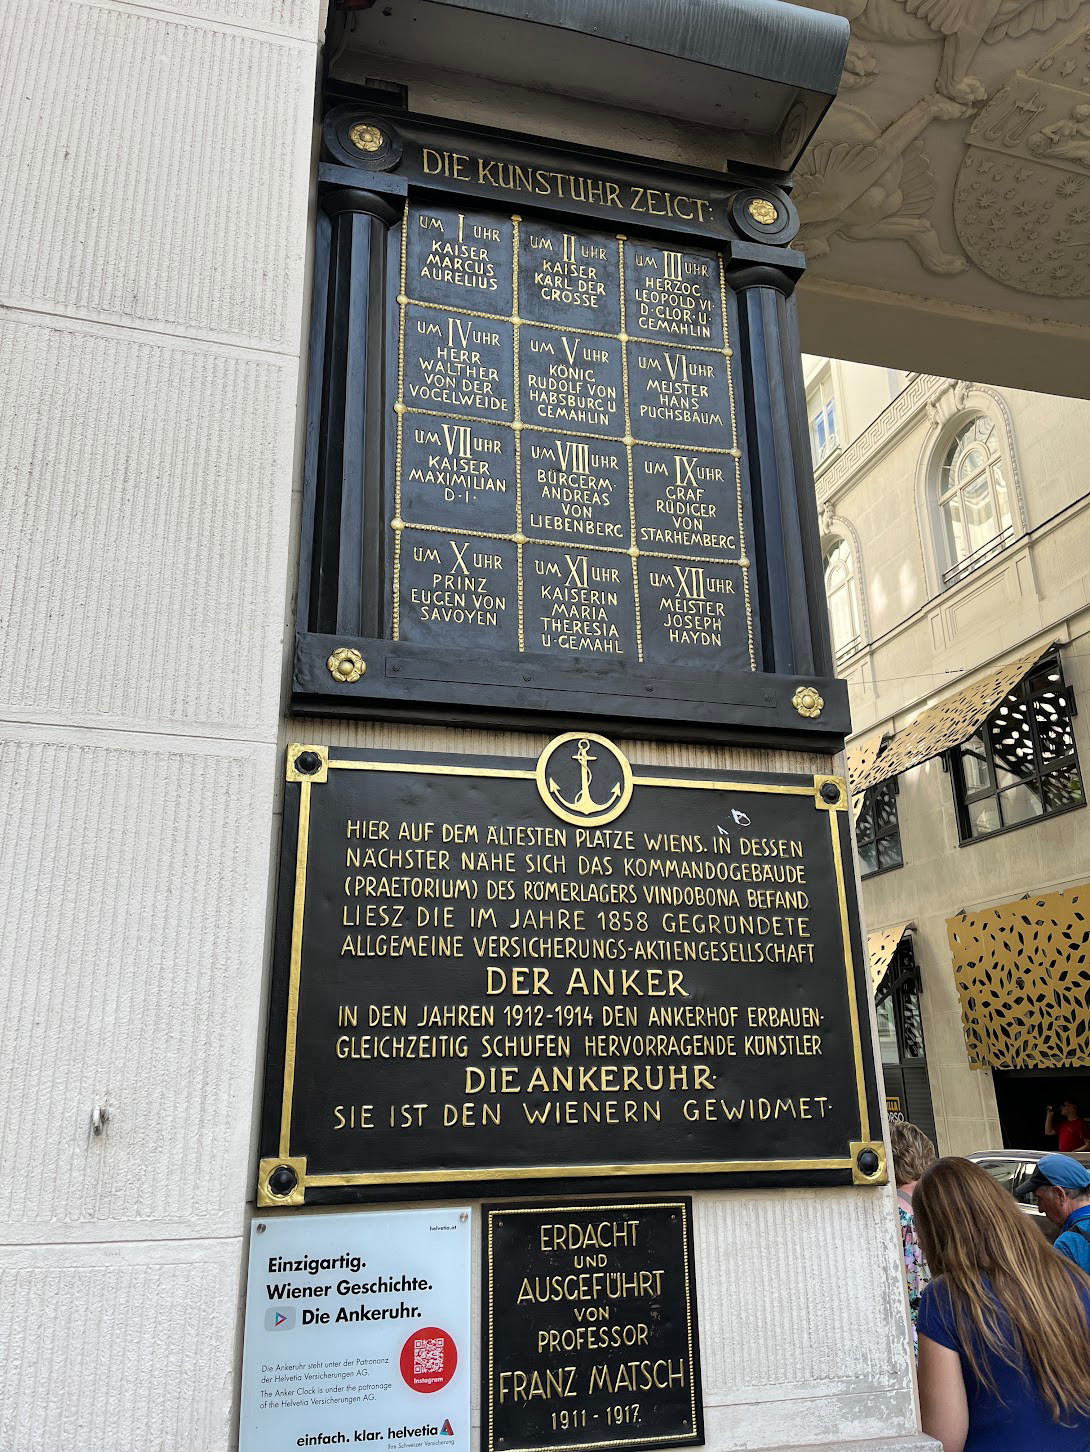 DIE KUNSTUHR ZEIGT:
UM I UHR
KAISER
MARCUS
AURELIUS
UM II UHR
KAISER
KARL DER
GROSSE
UM III UHR
HERZOG
LEOPOLD VI·
D·GLOR·U·
GEMAHLIN
UM IV UHR
HERR
WALTHER
VON DER
VOGELWEIDE
UM V UHR
KÖNIG
RUDOLF VON
HABSBURG U
GEMAHLIN
UM VI UHR
MEISTER
HANS
PUCHSBAUM
UM VII UHR
KAISER
MAXIMILIAN
D·I·
UM VIII UHR
BÜRGERM·
ANDREAS
VON
LIEBENBERG
UM IX UHR
GRAF
RÜDIGER
VON
STARHEMBERG
UM X UHR
PRINZ
EUGEN VON
SAVOYEN
UM XI UHR
KAISERIN
MARIA
THERESIA
U·GEMAHL
UM XII UHR
MEISTER
JOSEPH
HAYDN
HIER AUF DEM ÄLTESTEN PLATZE WIENS. IN DESSEN
NÄCHSTER NÄHE SICH DAS KOMMANDOGEBÄUDE
(PRAETORIUM) DES RÖMERLAGERS VINDOBONA BEFAND,
LIESZ DIE IM JAHRE 1858 GEGRÜNDETE
ALLGEMEINE VERSICHERUNGS-AKTIENGESELLSCHAFT
DER ANKER
IN DEN JAHREN 1912-1914 DEN ANKERHOF ERBAUEN·
GLEICHZEITIG SCHUFEN HERVORRAGENDE KÜNSTLER
DIE ANKERUHR·
SIE IST DEN WIENERN GEWIDMET·
helvetia.at
Einzigartig.
Wiener Geschichte.
Die Ankeruhr.
Instagram
Die Ankeruhr steht unter der Patronanz
der Helvetia Versicherungen AG.
The Anker Clock is under the patronage
of the Helvetia Versicherungen AG.
einfach. klar. helvetia
Ihre Schweizer Versicherung
ERDACHT
UND
AUSGEFÜHRT
VON
PROFESSOR
FRANZ MATSCH
1911-1917.